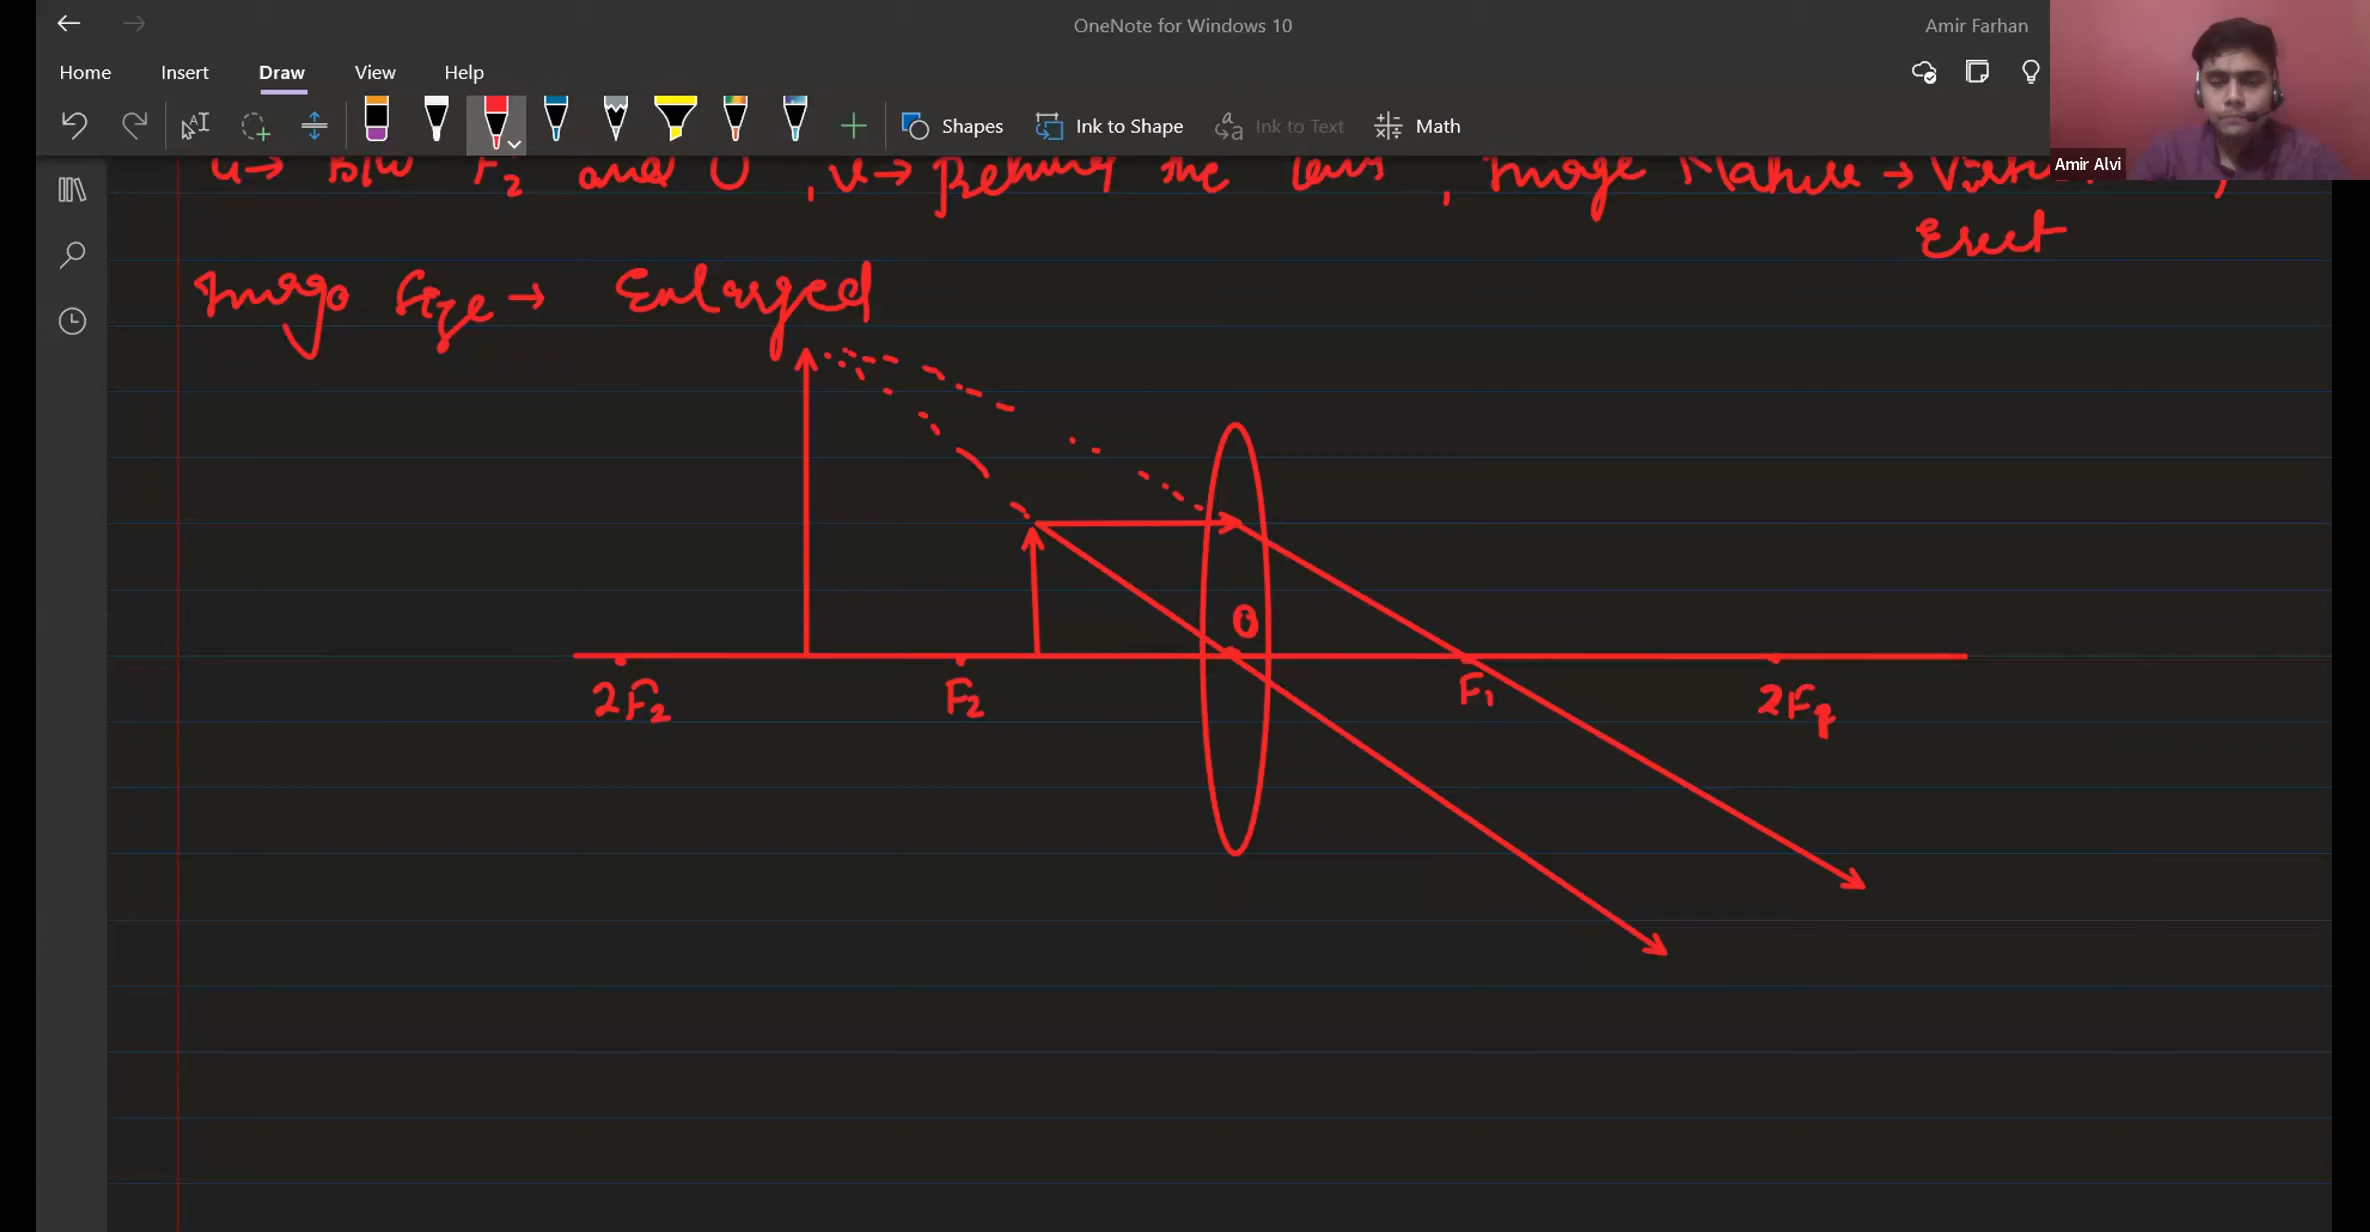 OneNote for Windows 10
Amir Farhan
Home Insert Draw View Help
Shapes Ink to Shape Ink to Text Math
Amir Alvi
u→ B/w F2 and O , v→ Behind the lens , Image Nature →
Erect
Image Size → Enlarged
O
2F2 F2 F1 2F